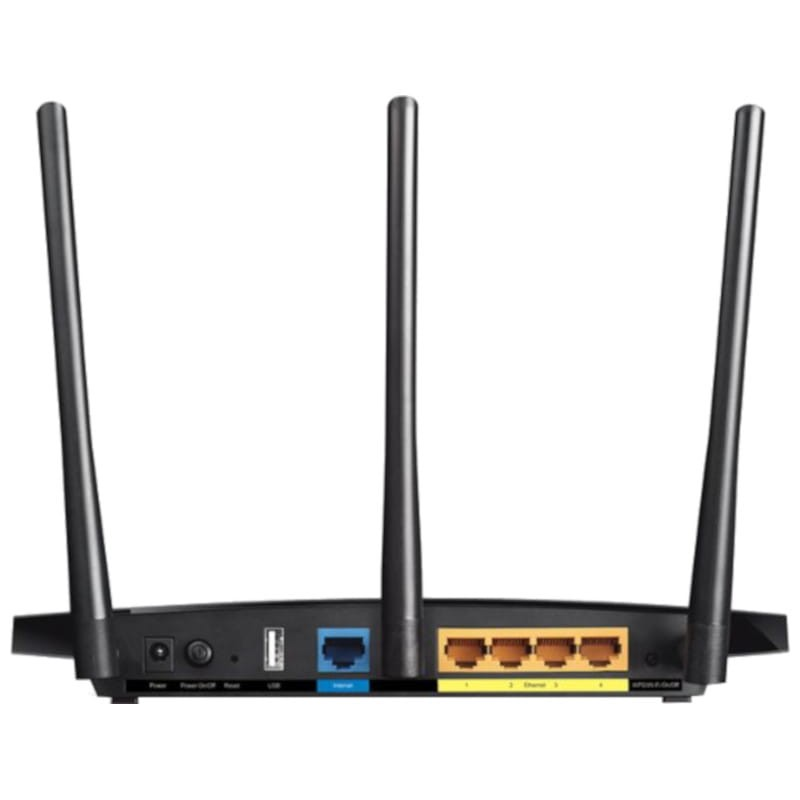 Power Power On/Off Reset USB Internet 1 2 Ethernet 3 4 WPS/Wi-Fi On/Off